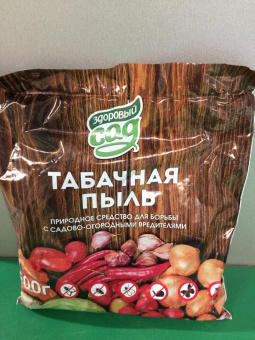 ЗДОРОВЫЙ
сад
ТАБАЧНАЯ
ПЫЛЬ
ПРИРОДНОЕ СРЕДСТВО ДЛЯ БОРЬБЫ
С САДОВО-ОГОРОДНЫМИ ВРЕДИТЕЛЯМИ